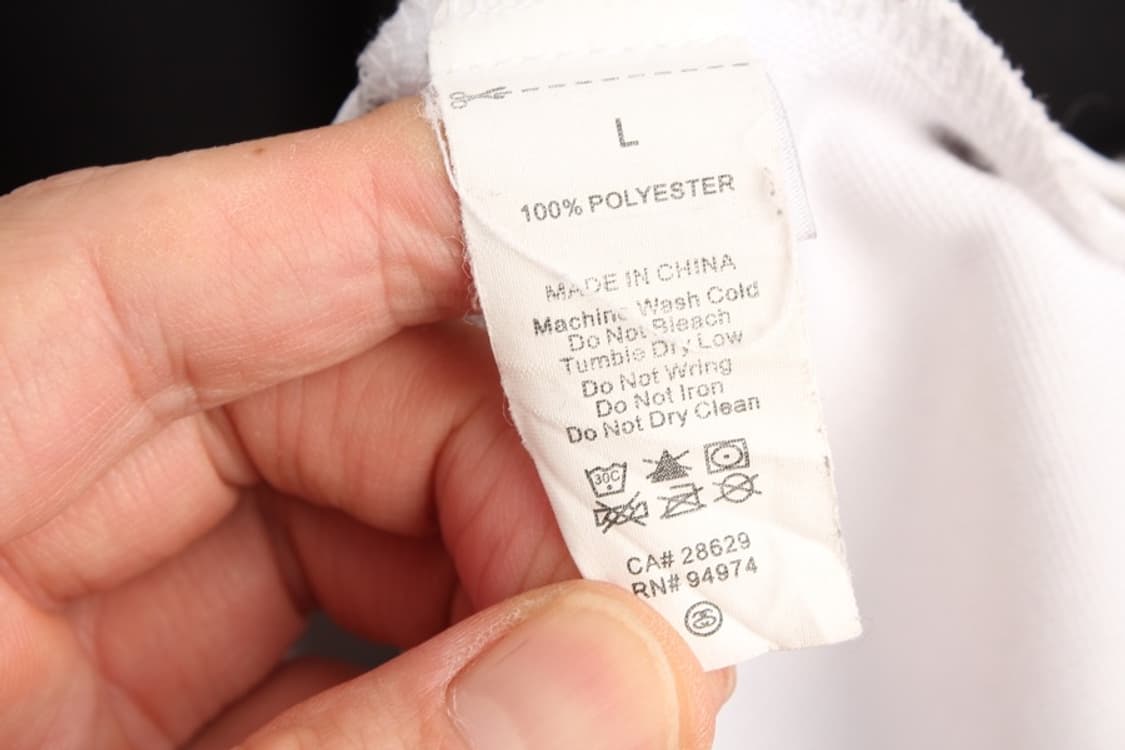 L
100% POLYESTER
MADE IN CHINA
Machine Wash Cold
Do Not Bleach
Tumble Dry Low
Do Not Wring
Do Not Iron
Do Not Dry Clean
30C
CA# 28629
RN# 94974